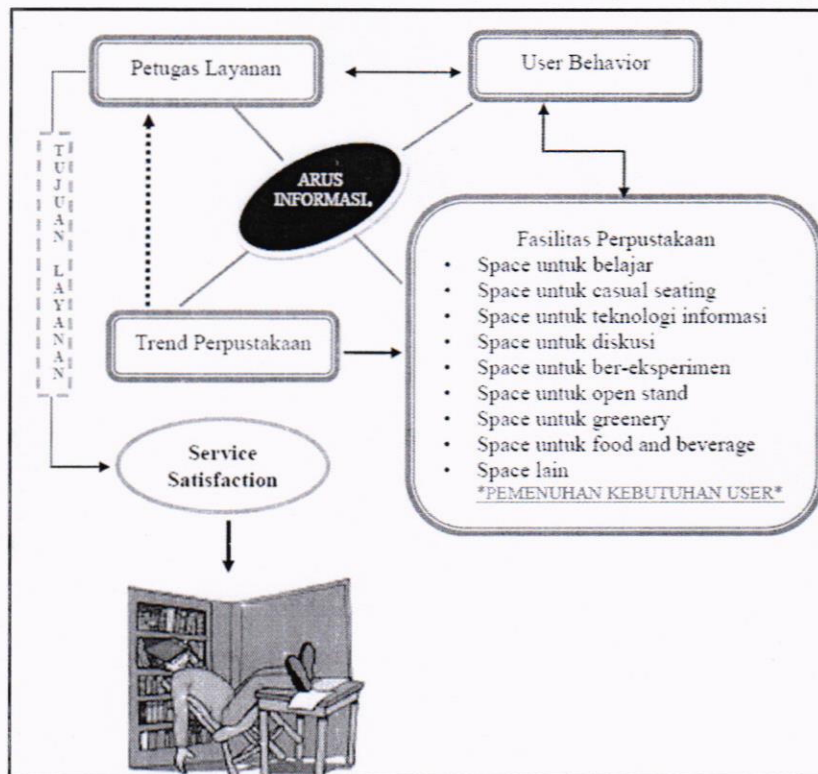 Petugas Layanan
User Behavior
TUJUAN LAYANAN
ARUS
INFORMASI.
Fasilitas Perpustakaan
• Space untuk belajar
• Space untuk casual seating
• Space untuk teknologi informasi
• Space untuk diskusi
• Space untuk ber-eksperimen
• Space untuk open stand
• Space untuk greenery
• Space untuk food and beverage
• Space lain
*PEMENUHAN KEBUTUHAN USER*
Trend Perpustakaan
Service
Satisfaction